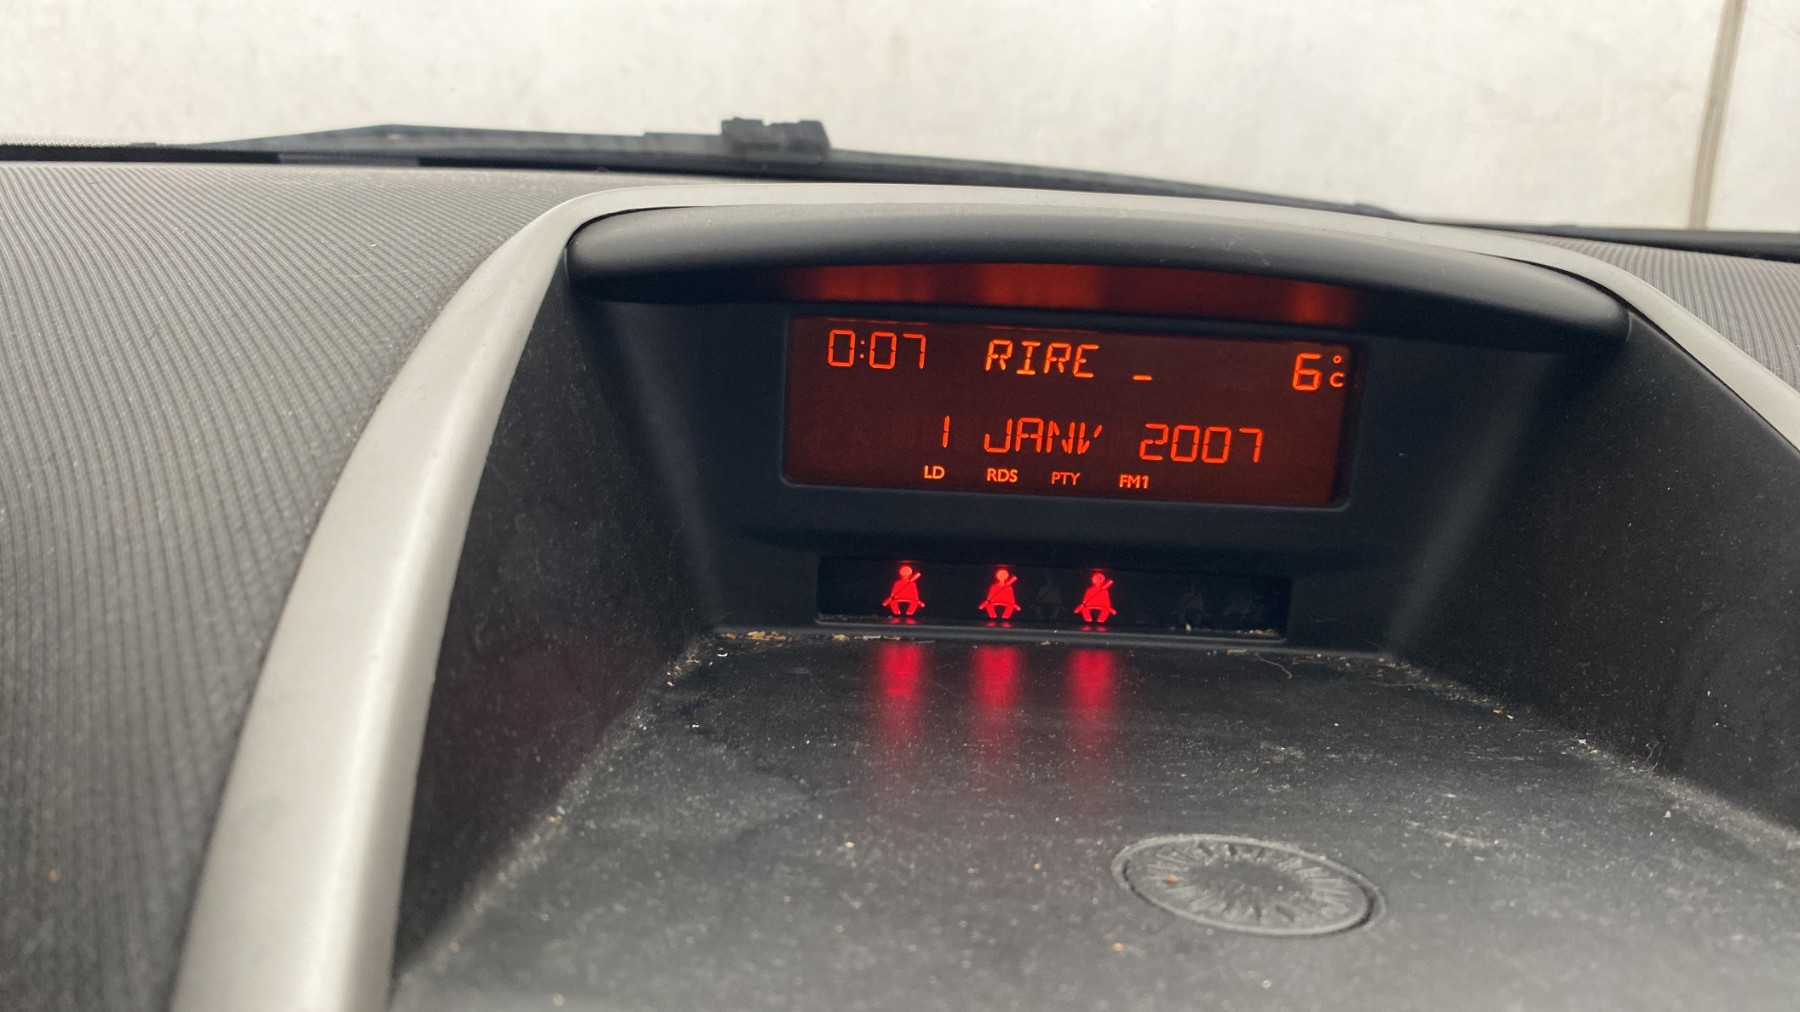 0:07 RIRE _ 6°C
1 JANV 2007
LD RDS PTY FM1